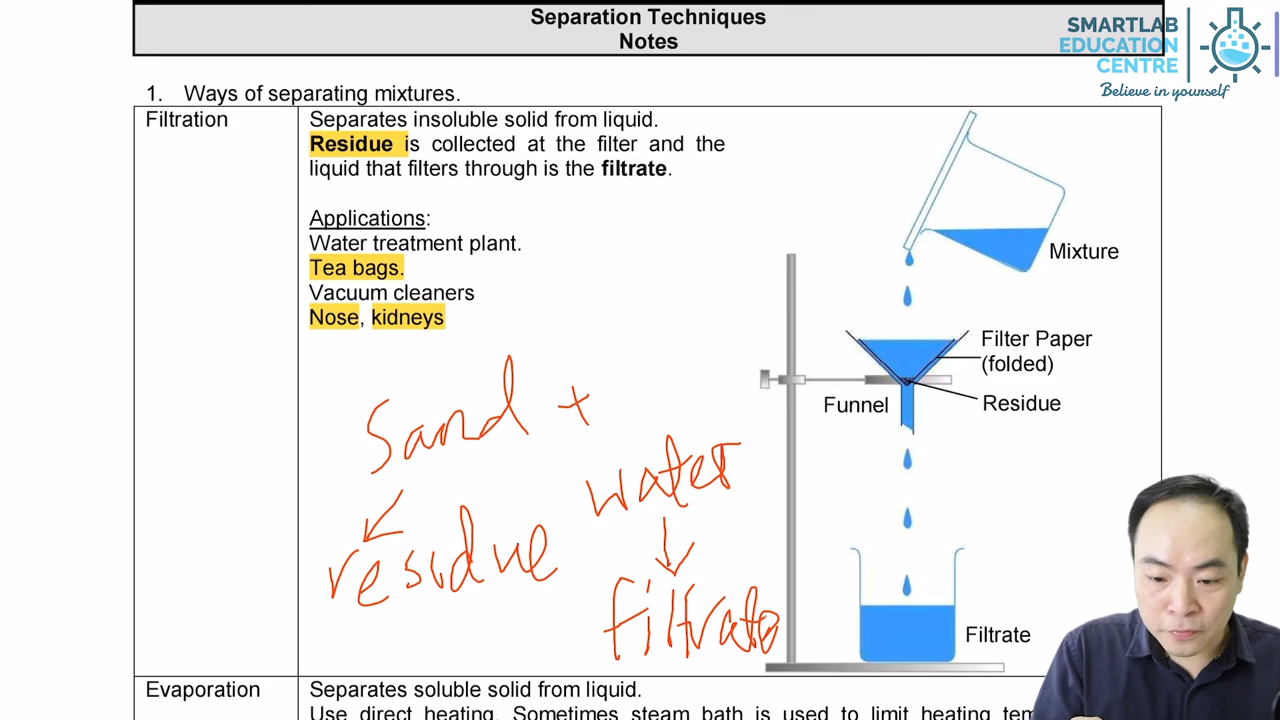 Separation Techniques
Notes
SMARTLAB
EDUCATION
CENTRE
Believe in yourself
1. Ways of separating mixtures.
Filtration
Separates insoluble solid from liquid.
Residue is collected at the filter and the
liquid that filters through is the filtrate.
Applications:
Water treatment plant.
Tea bags.
Vacuum cleaners
Nose, kidneys
Mixture
Filter Paper
(folded)
Residue
Funnel
Filtrate
Sand +
water
residue
filtrate
Evaporation
Separates soluble solid from liquid.
Use direct heating. Sometimes steam bath is used to limit heating